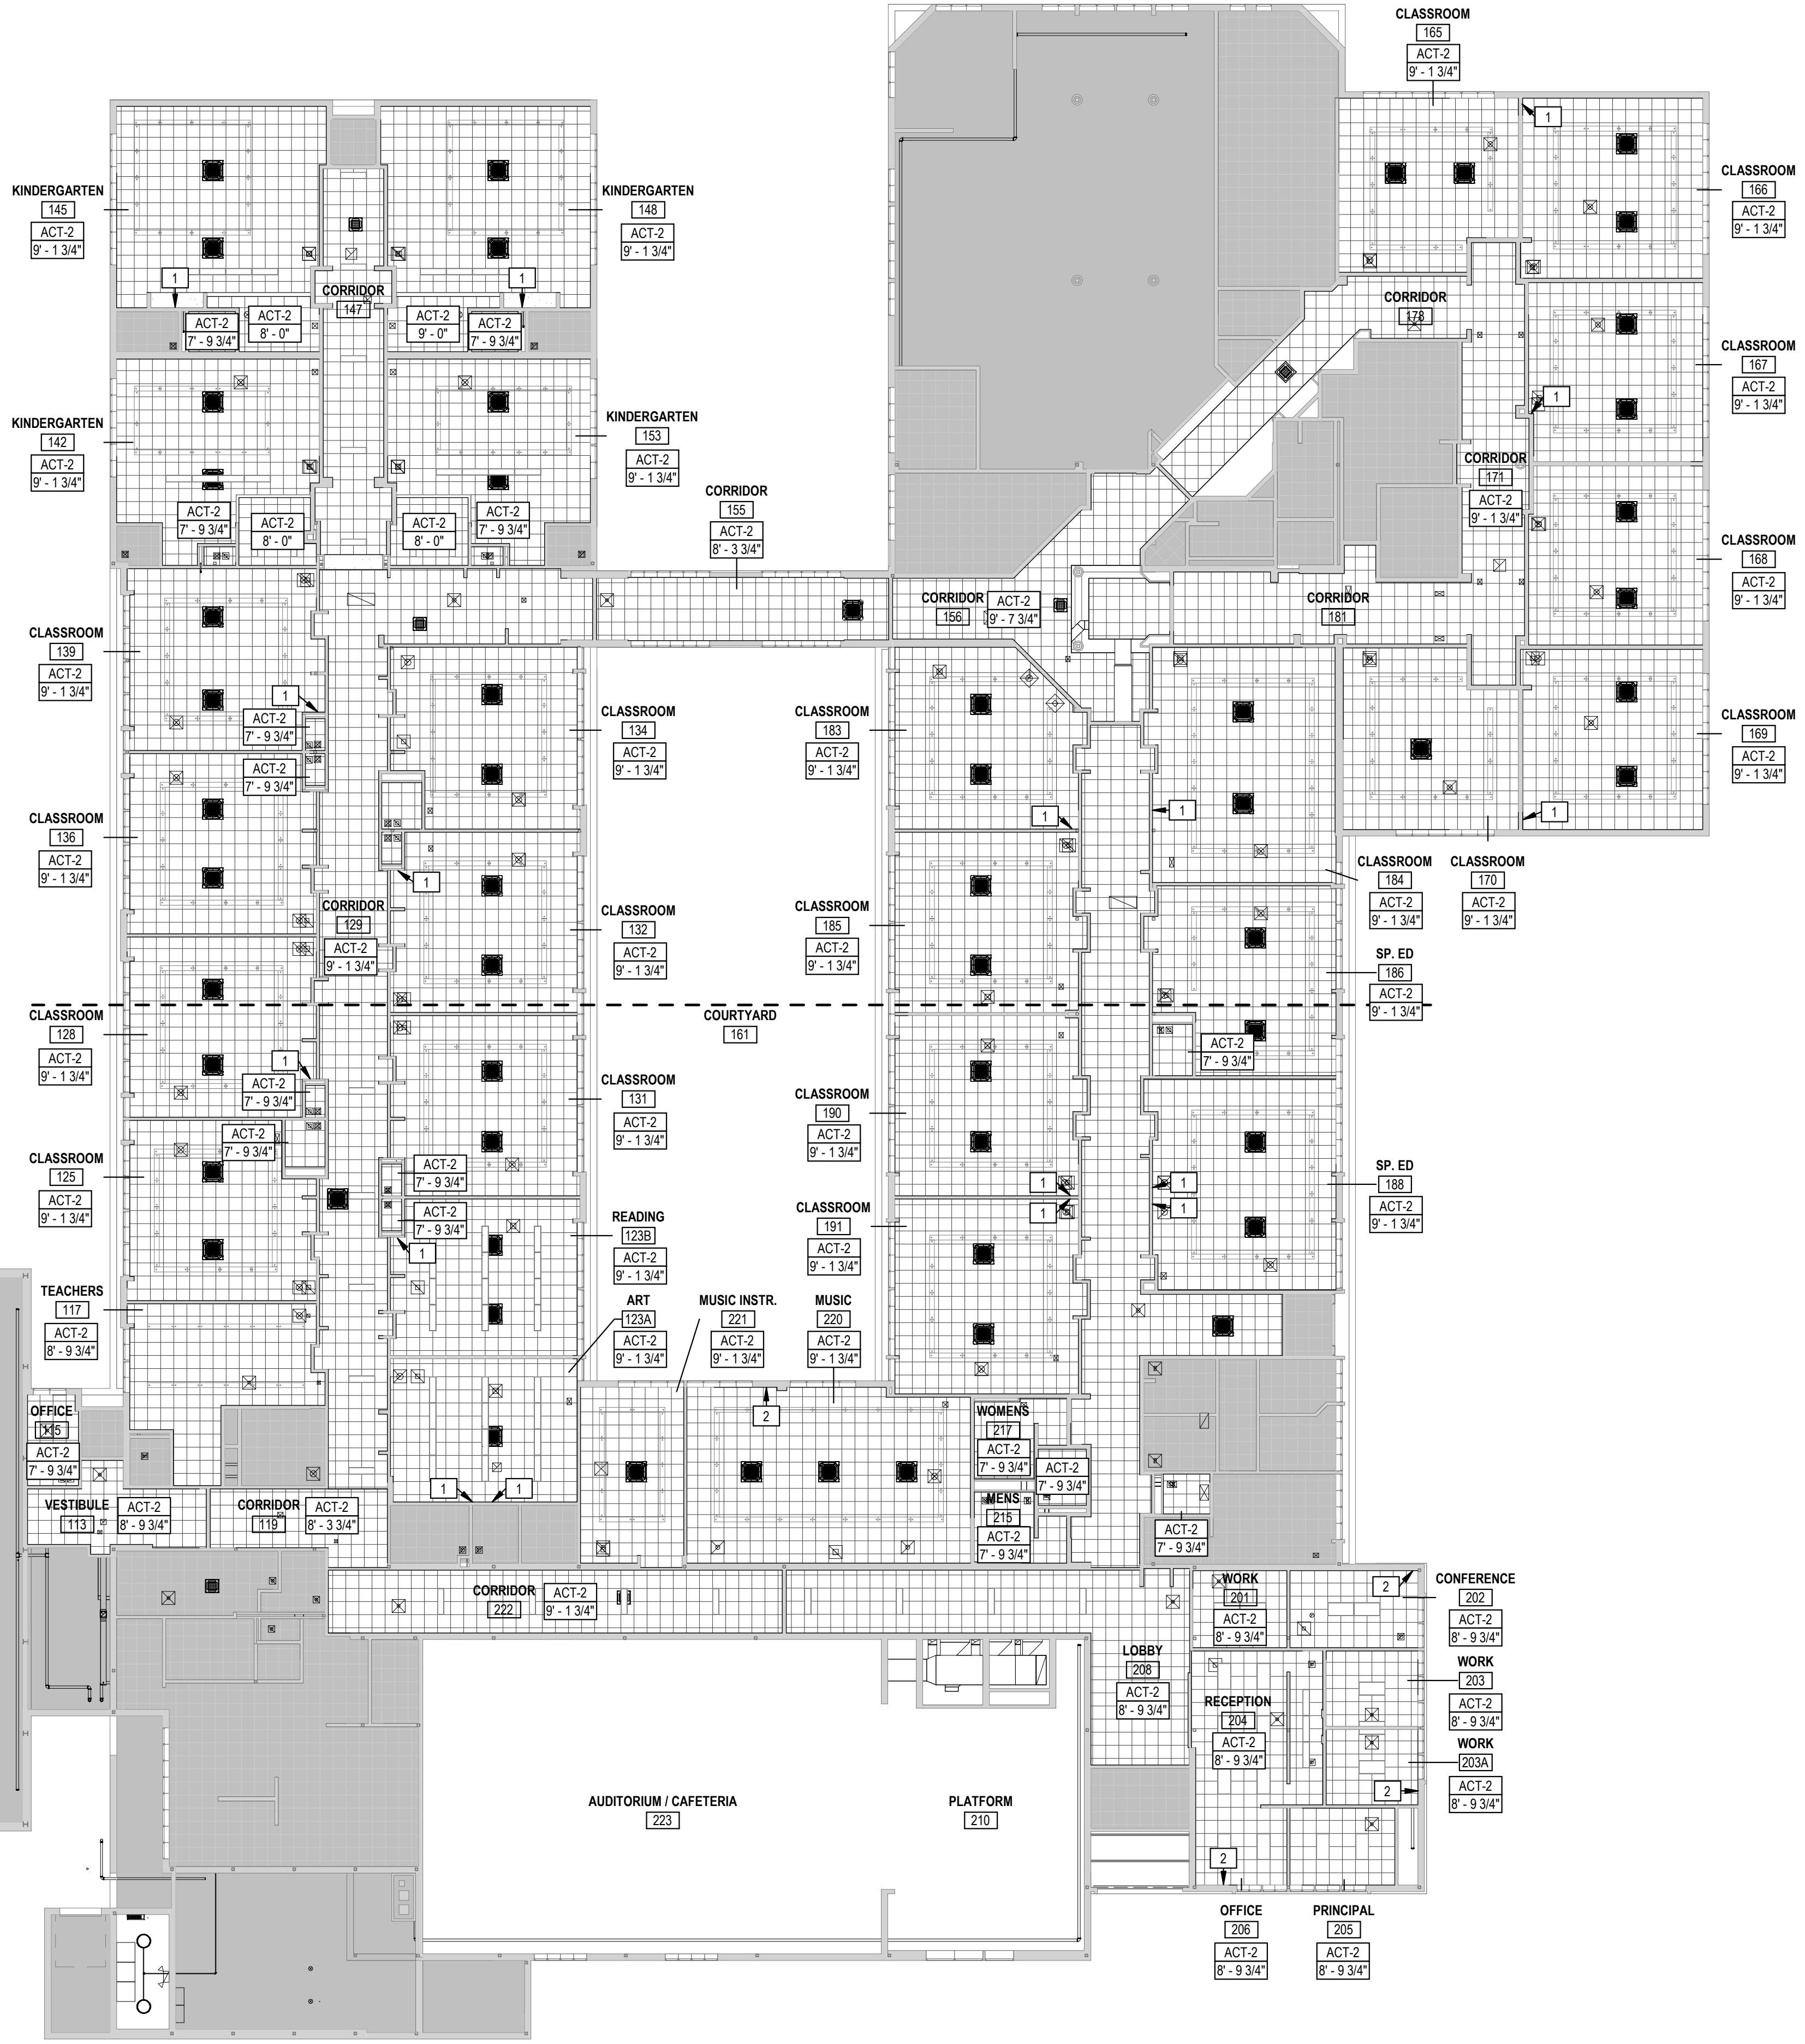 CLASSROOM
165
ACT-2
9' - 1 3/4"
1
KINDERGARTEN
145
ACT-2
9' - 1 3/4"
KINDERGARTEN
148
ACT-2
9' - 1 3/4"
CLASSROOM
166
ACT-2
9' - 1 3/4"
1
1
CORRIDOR
147
ACT-2
7' - 9 3/4"
ACT-2
8' - 0"
ACT-2
9' - 0"
ACT-2
7' - 9 3/4"
CORRIDOR
178
CLASSROOM
167
ACT-2
9' - 1 3/4"
1
KINDERGARTEN
142
ACT-2
9' - 1 3/4"
KINDERGARTEN
153
ACT-2
9' - 1 3/4"
CORRIDOR
171
ACT-2
9' - 1 3/4"
CORRIDOR
155
ACT-2
8' - 3 3/4"
ACT-2
7' - 9 3/4"
ACT-2
8' - 0"
ACT-2
8' - 0"
ACT-2
7' - 9 3/4"
CLASSROOM
168
ACT-2
9' - 1 3/4"
CORRIDOR
156
ACT-2
9' - 7 3/4"
CORRIDOR
181
CLASSROOM
139
ACT-2
9' - 1 3/4"
1
ACT-2
7' - 9 3/4"
ACT-2
7' - 9 3/4"
CLASSROOM
134
ACT-2
9' - 1 3/4"
CLASSROOM
183
ACT-2
9' - 1 3/4"
CLASSROOM
169
ACT-2
9' - 1 3/4"
1
1
1
CLASSROOM
136
ACT-2
9' - 1 3/4"
1
CLASSROOM
184
ACT-2
9' - 1 3/4"
CLASSROOM
170
ACT-2
9' - 1 3/4"
CORRIDOR
129
ACT-2
9' - 1 3/4"
CLASSROOM
132
ACT-2
9' - 1 3/4"
CLASSROOM
185
ACT-2
9' - 1 3/4"
SP. ED
186
ACT-2
9' - 1 3/4"
CLASSROOM
128
ACT-2
9' - 1 3/4"
COURTYARD
161
1
ACT-2
7' - 9 3/4"
ACT-2
7' - 9 3/4"
CLASSROOM
131
ACT-2
9' - 1 3/4"
CLASSROOM
190
ACT-2
9' - 1 3/4"
ACT-2
7' - 9 3/4"
CLASSROOM
125
ACT-2
9' - 1 3/4"
ACT-2
7' - 9 3/4"
ACT-2
7' - 9 3/4"
1
1
1
1
1
SP. ED
188
ACT-2
9' - 1 3/4"
READING
123B
ACT-2
9' - 1 3/4"
CLASSROOM
191
ACT-2
9' - 1 3/4"
TEACHERS
117
ACT-2
8' - 9 3/4"
ART
123A
ACT-2
9' - 1 3/4"
MUSIC INSTR.
221
ACT-2
9' - 1 3/4"
MUSIC
220
ACT-2
9' - 1 3/4"
2
OFFICE
115
ACT-2
7' - 9 3/4"
WOMENS
217
ACT-2
7' - 9 3/4"
ACT-2
7' - 9 3/4"
1
1
VESTIBULE
113
ACT-2
8' - 9 3/4"
CORRIDOR
119
ACT-2
8' - 3 3/4"
MENS
215
ACT-2
7' - 9 3/4"
ACT-2
7' - 9 3/4"
CORRIDOR
222
ACT-2
9' - 1 3/4"
WORK
201
ACT-2
8' - 9 3/4"
2
CONFERENCE
202
ACT-2
8' - 9 3/4"
LOBBY
208
ACT-2
8' - 9 3/4"
WORK
203
ACT-2
8' - 9 3/4"
RECEPTION
204
ACT-2
8' - 9 3/4"
WORK
203A
ACT-2
8' - 9 3/4"
2
AUDITORIUM / CAFETERIA
223
PLATFORM
210
2
OFFICE
206
ACT-2
8' - 9 3/4"
PRINCIPAL
205
ACT-2
8' - 9 3/4"